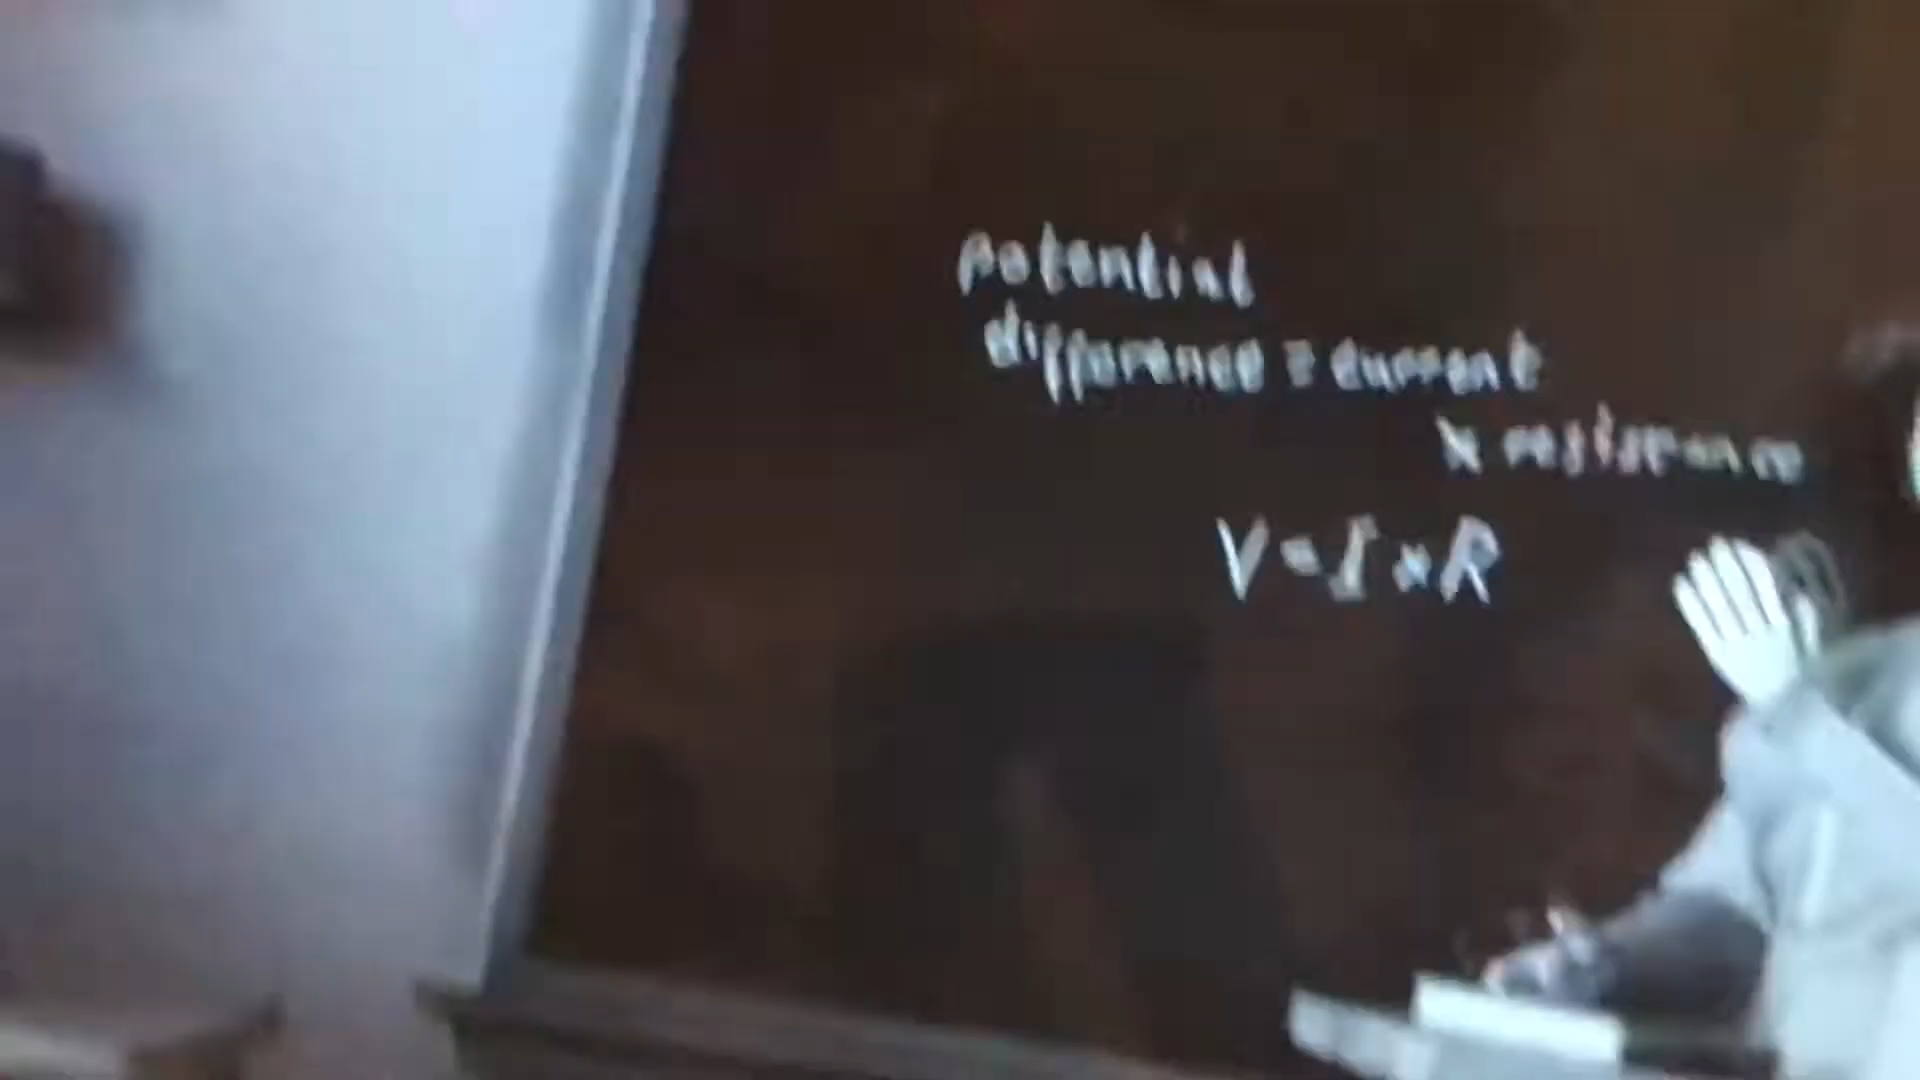 potential
difference = current
x resistance
V = I x R